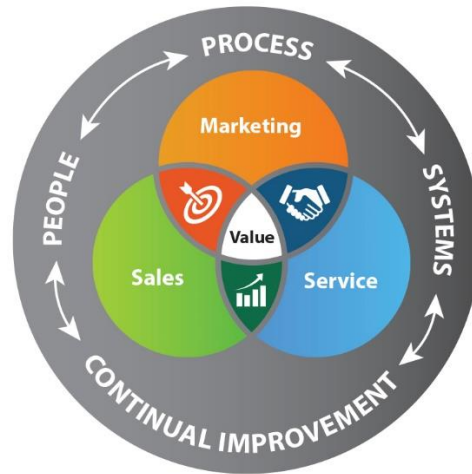 PROCESS
Marketing
PEOPLE
SYSTEMS
Value
Sales
Service
CONTINUAL IMPROVEMENT